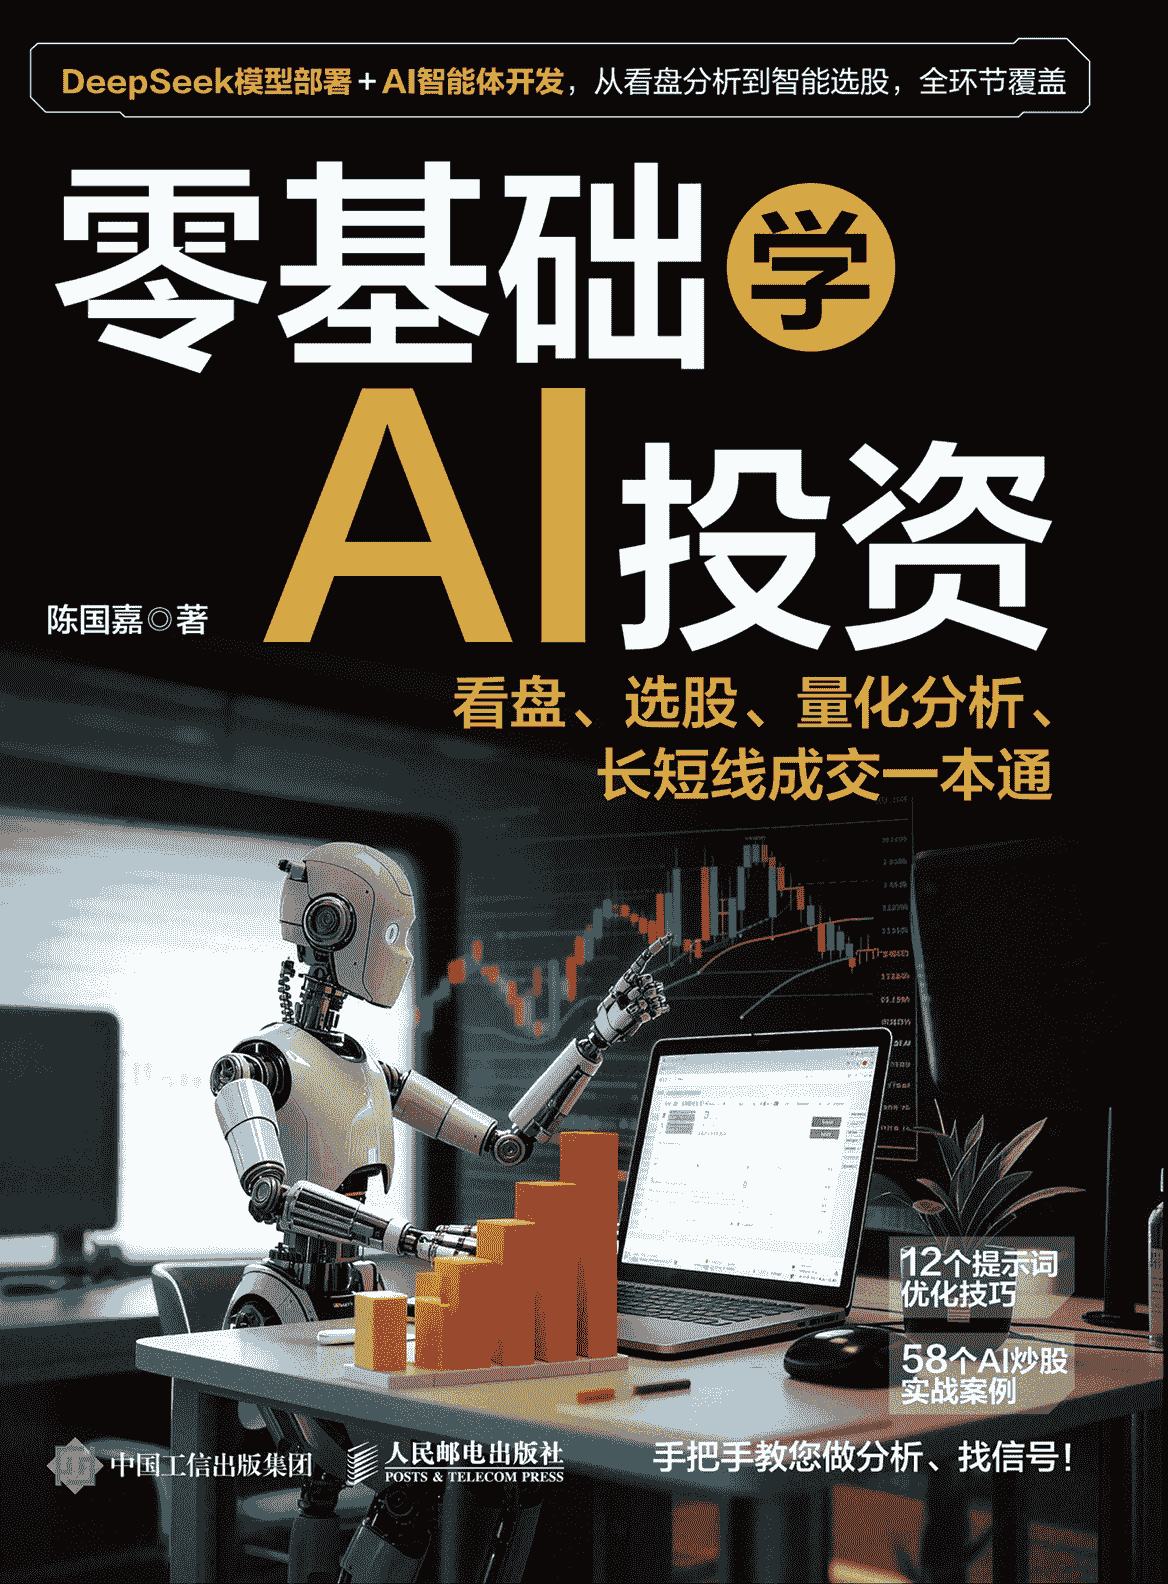 DeepSeek模型部署+AI智能体开发，从看盘分析到智能选股，全环节覆盖
零基础学
AI投资
陈国嘉◎著
看盘、选股、量化分析、
长短线成交一本通
12个提示词
优化技巧
58个AI炒股
实战案例
手把手教您做分析、找信号！
中国工信出版集团
人民邮电出版社
POSTS & TELECOM PRESS